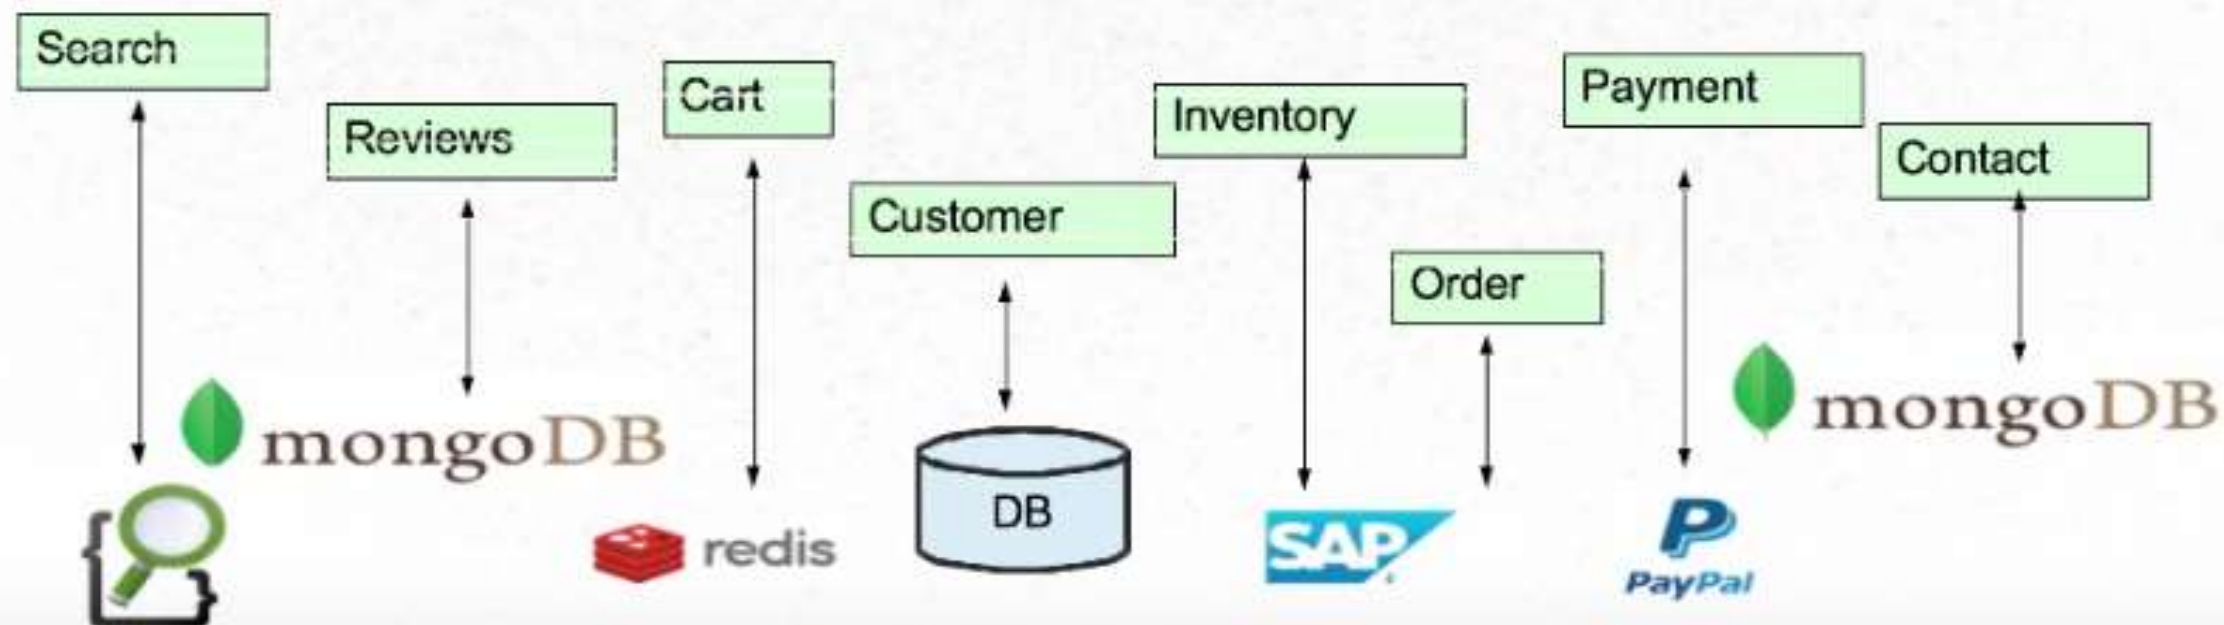 Search
Reviews
Cart
Customer
Inventory
Order
Payment
Contact
mongoDB
redis
DB
SAP
PayPal
mongoDB